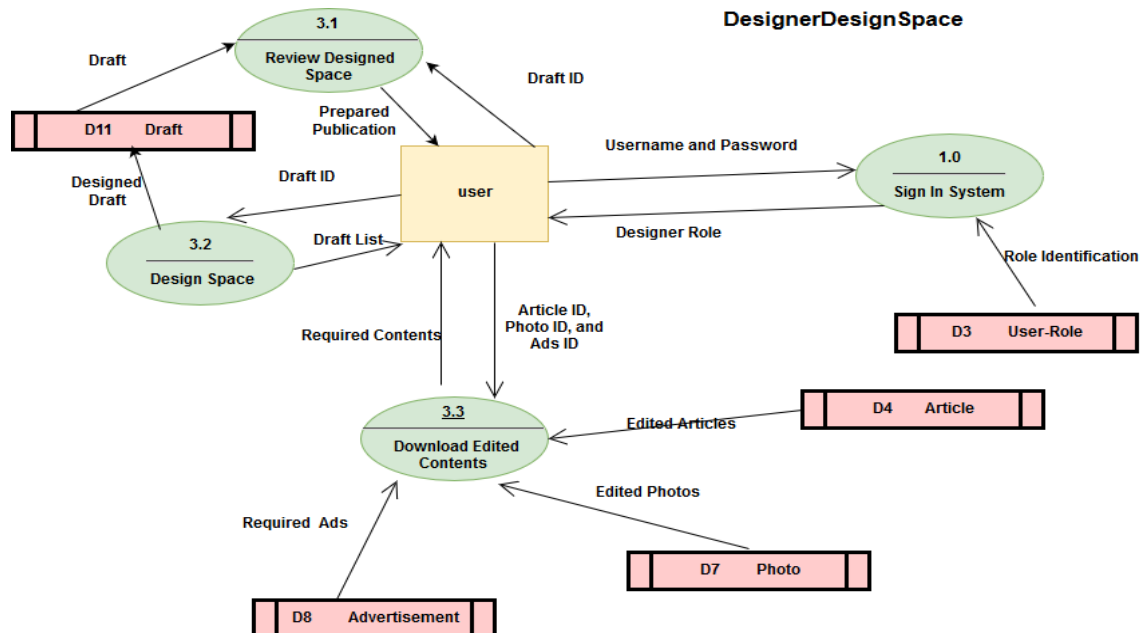 DesignerDesignSpace
3.1
Review Designed
Space
Draft
Draft ID
Prepared
Publication
D11 Draft
Username and Password
1.0
Sign In System
user
Designed
Draft
Draft ID
Designer Role
3.2
Design Space
Draft List
Role Identification
Required Contents
Article ID,
Photo ID, and
Ads ID
D3 User-Role
3.3
Download Edited
Contents
D4 Article
Edited Articles
Edited Photos
Required Ads
D7 Photo
D8 Advertisement